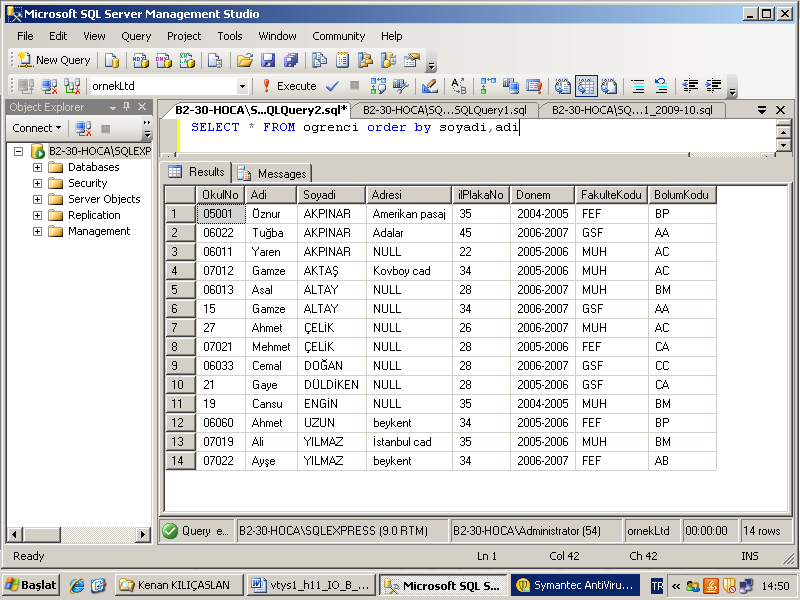 Microsoft SQL Server Management Studio
File Edit View Query Project Tools Window Community Help
New Query
ornekLtd Execute
Object Explorer
Connect
B2-30-HOCA\SQLEXP
Databases
Security
Server Objects
Replication
Management
B2-30-HOCA\S...QLQuery2.sql* B2-30-HOCA\SQ...SQLQuery1.sql B2-30-HOCA\SQ...1_2009-10.sql
SELECT * FROM ogrenci order by soyadi,adi
Results Messages
OkulNo Adi Soyadi Adresi ilPlakaNo Donem FakulteKodu BolumKodu
1 05001 Öznur AKPINAR Amerikan pasaj 35 2004-2005 FEF BP
2 06022 Tuğba AKPINAR Adalar 45 2006-2007 GSF AA
3 06011 Yaren AKPINAR NULL 22 2006-2007 MUH AC
4 07012 Gamze AKTAŞ Kovboy cad 34 2005-2006 MUH AC
5 06013 Asal ALTAY NULL 28 2006-2007 MUH BM
6 15 Gamze ALTAY NULL 34 2006-2007 GSF AA
7 27 Ahmet ÇELİK NULL 26 2006-2007 MUH AC
8 07021 Mehmet ÇELİK NULL 28 2005-2006 FEF CA
9 06033 Cemal DOĞAN NULL 28 2006-2007 GSF CC
10 21 Gaye DÜLDİKEN NULL 28 2005-2006 GSF CA
11 19 Cansu ENGİN NULL 35 2004-2005 MUH BM
12 06060 Ahmet UZUN beykent 34 2005-2006 FEF BP
13 07019 Ali YILMAZ İstanbul cad 35 2005-2006 MUH BM
14 07022 Ayşe YILMAZ beykent 34 2006-2007 FEF AB
Query e... B2-30-HOCA\SQLEXPRESS (9.0 RTM) B2-30-HOCA\Administrator (54) ornekLtd 00:00:00 14 rows
Ready Ln 1 Col 42 Ch 42 INS
Başlat Kenan KILIÇASLAN vtys1_h11_IO_B_... Microsoft SQL S... Symantec AntiViru... TR 14:50